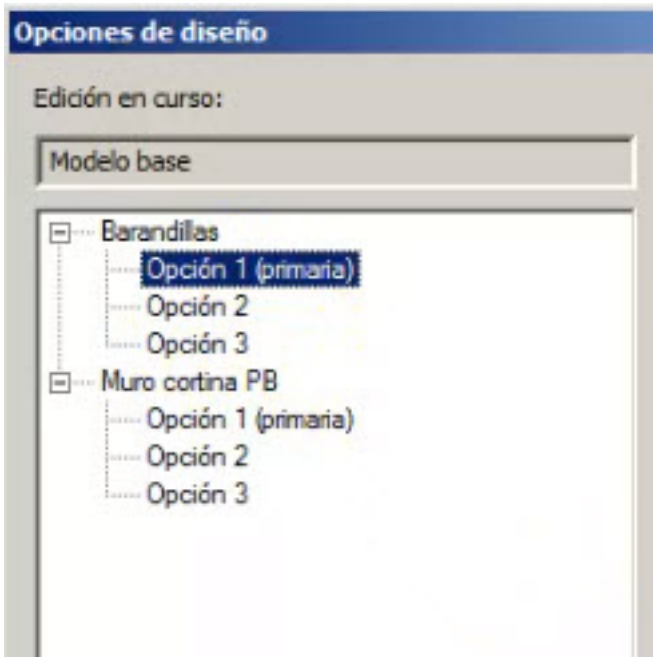 Opciones de diseño
Edición en curso:
Modelo base
Barandillas
Opción 1 (primaria)
Opción 2
Opción 3
Muro cortina PB
Opción 1 (primaria)
Opción 2
Opción 3